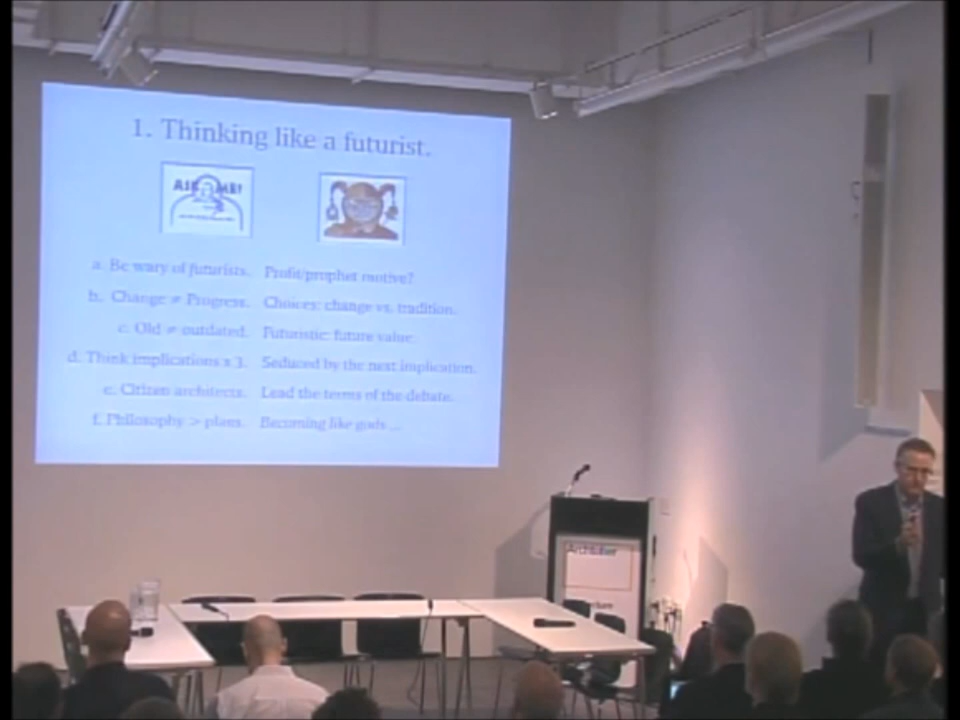 1. Thinking like a futurist.
ASK ME!
a. Be wary of futurists. Profit/prophet motive?
b. Change ≠ Progress. Choices: change vs. tradition.
c. Old ≠ outdated. Futuristic: future value.
d. Think implications x 3. Seduced by the next implication.
e. Citizen architects. Lead the terms of the debate.
f. Philosophy > plans. Becoming like gods ...